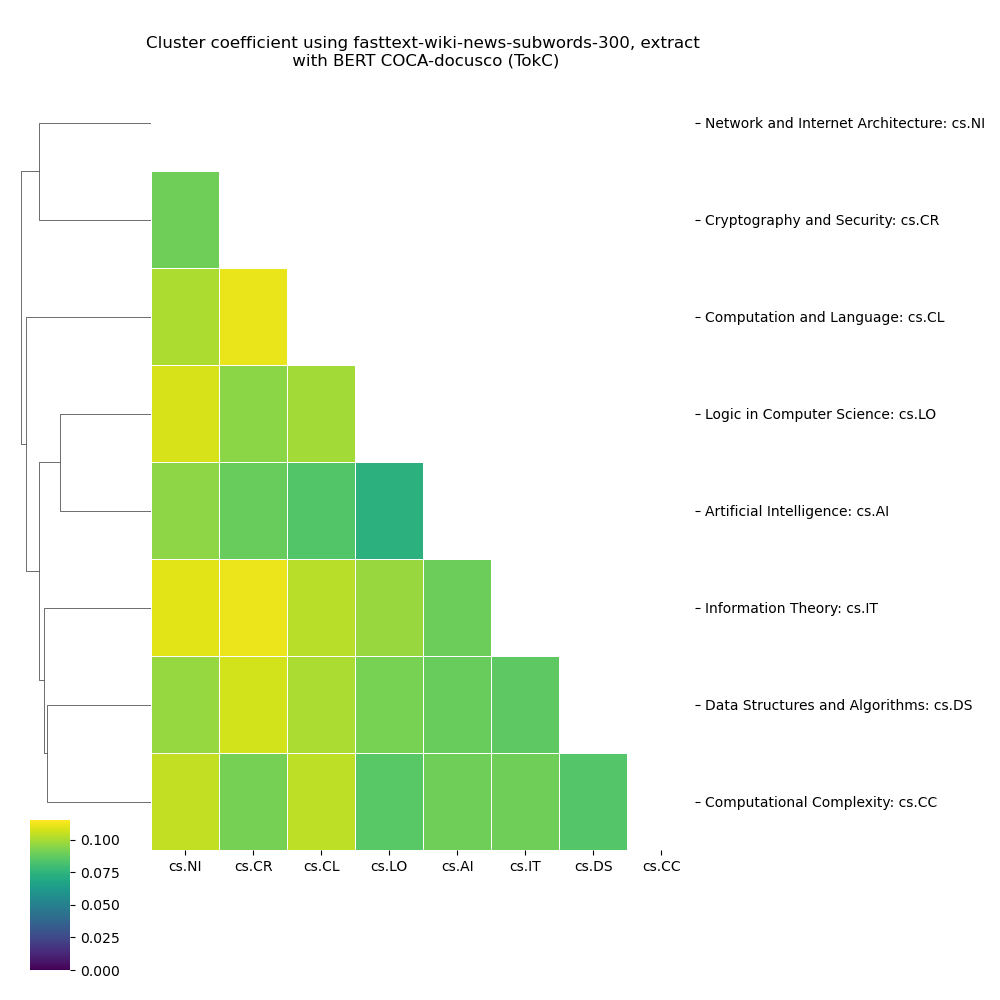 Cluster coefficient using fasttext-wiki-news-subwords-300, extract
with BERT COCA-docusco (TokC)
Network and Internet Architecture: cs.NI
Cryptography and Security: cs.CR
Computation and Language: cs.CL
Logic in Computer Science: cs.LO
Artificial Intelligence: cs.AI
Information Theory: cs.IT
Data Structures and Algorithms: cs.DS
Computational Complexity: cs.CC
cs.NI cs.CR cs.CL cs.LO cs.AI cs.IT cs.DS cs.CC
0.100
0.075
0.050
0.025
0.000